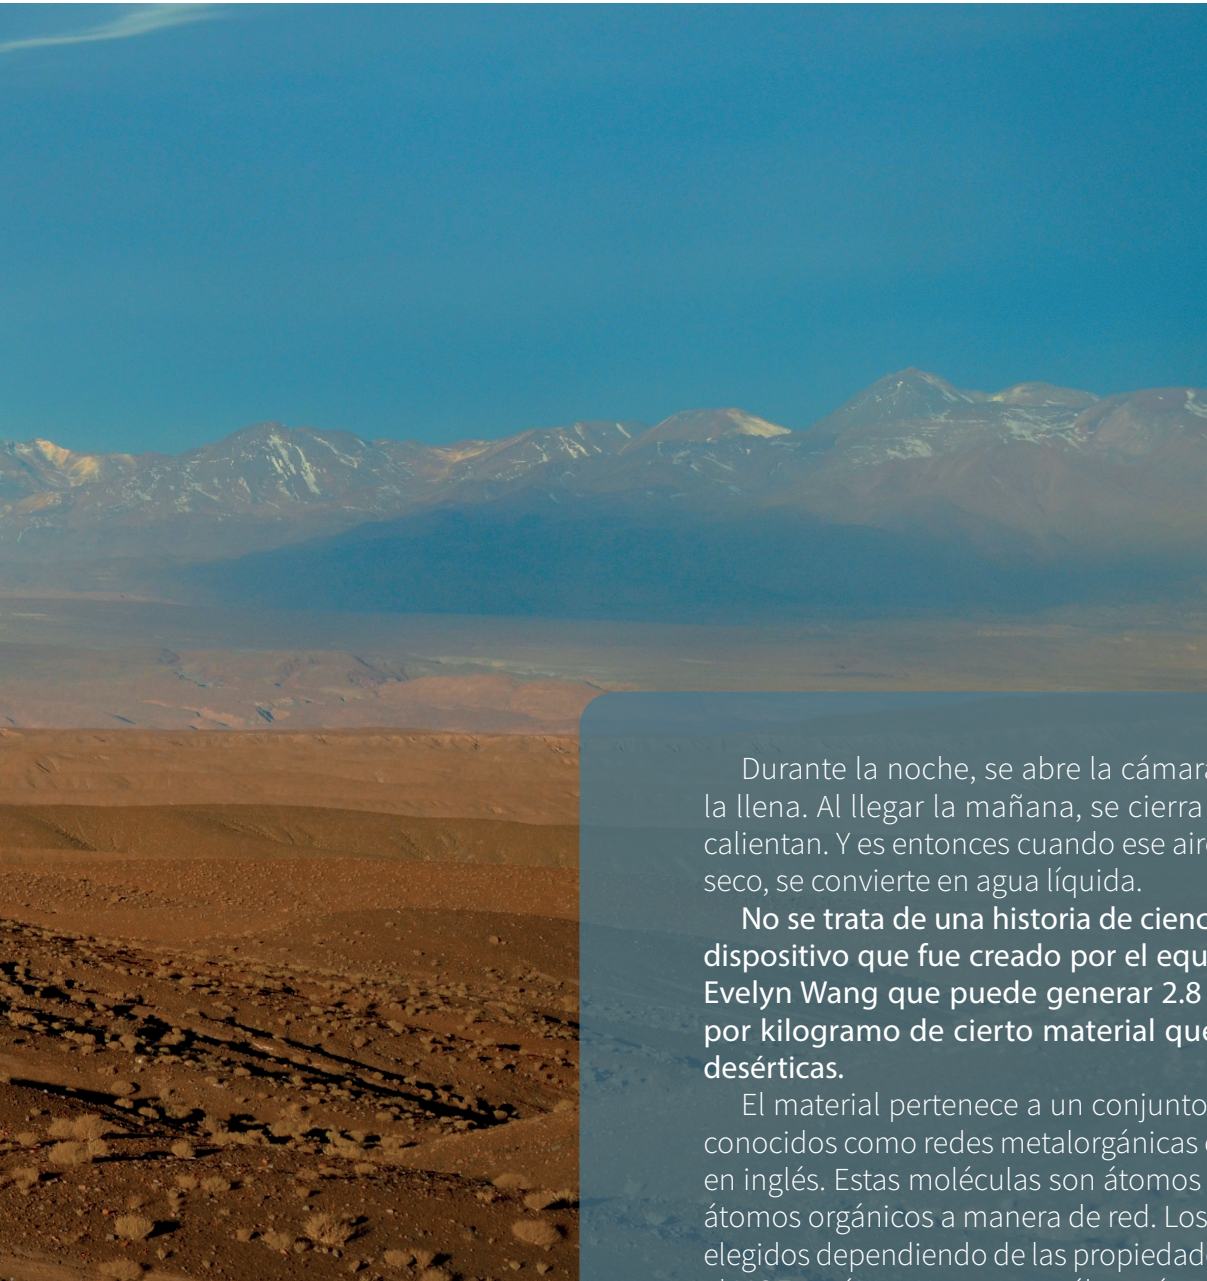 Durante la noche, se abre la cámara
la llena. Al llegar la mañana, se cierra
calientan. Y es entonces cuando ese aire
seco, se convierte en agua líquida.
No se trata de una historia de cienc
dispositivo que fue creado por el equ
Evelyn Wang que puede generar 2.8
por kilogramo de cierto material que
desérticas.
El material pertenece a un conjunto
conocidos como redes metalorgánicas
en inglés. Estas moléculas son átomos
átomos orgánicos a manera de red. Los
elegidos dependiendo de las propiedade